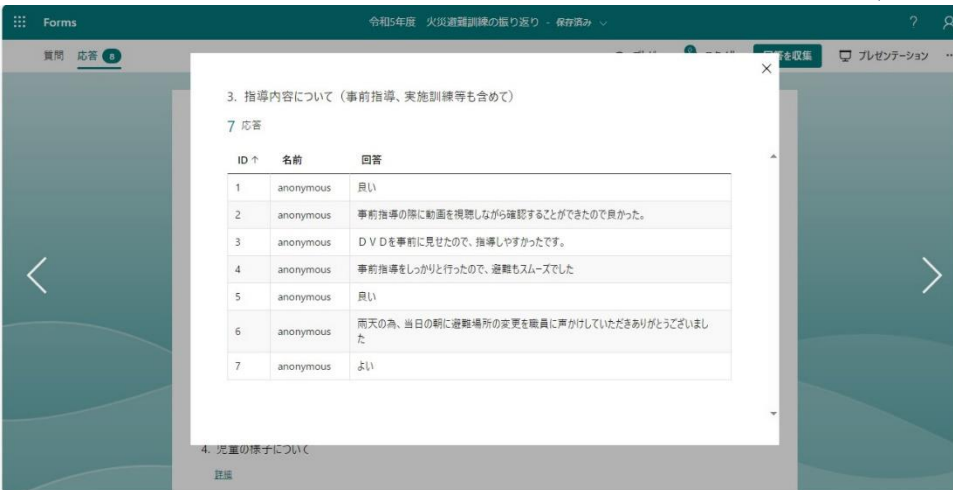 Forms
令和5年度 火災避難訓練の振り返り - 保存済み
?
質問 応答 8
を収集
プレゼンテーション
3. 指導内容について（事前指導、実施訓練等も含めて）
7 応答
ID ↑ 名前 回答
1 anonymous 良い
2 anonymous 事前指導の際に動画を視聴しながら確認することができたので良かった。
3 anonymous ＤＶＤを事前に見せたので、指導しやすかったです。
4 anonymous 事前指導をしっかりと行ったので、避難もスムーズでした
5 anonymous 良い
6 anonymous 雨天の為、当日の朝に避難場所の変更を職員に声かけしていただきありがとうございまし
た
7 anonymous よい
4. 児童の様子について
詳細